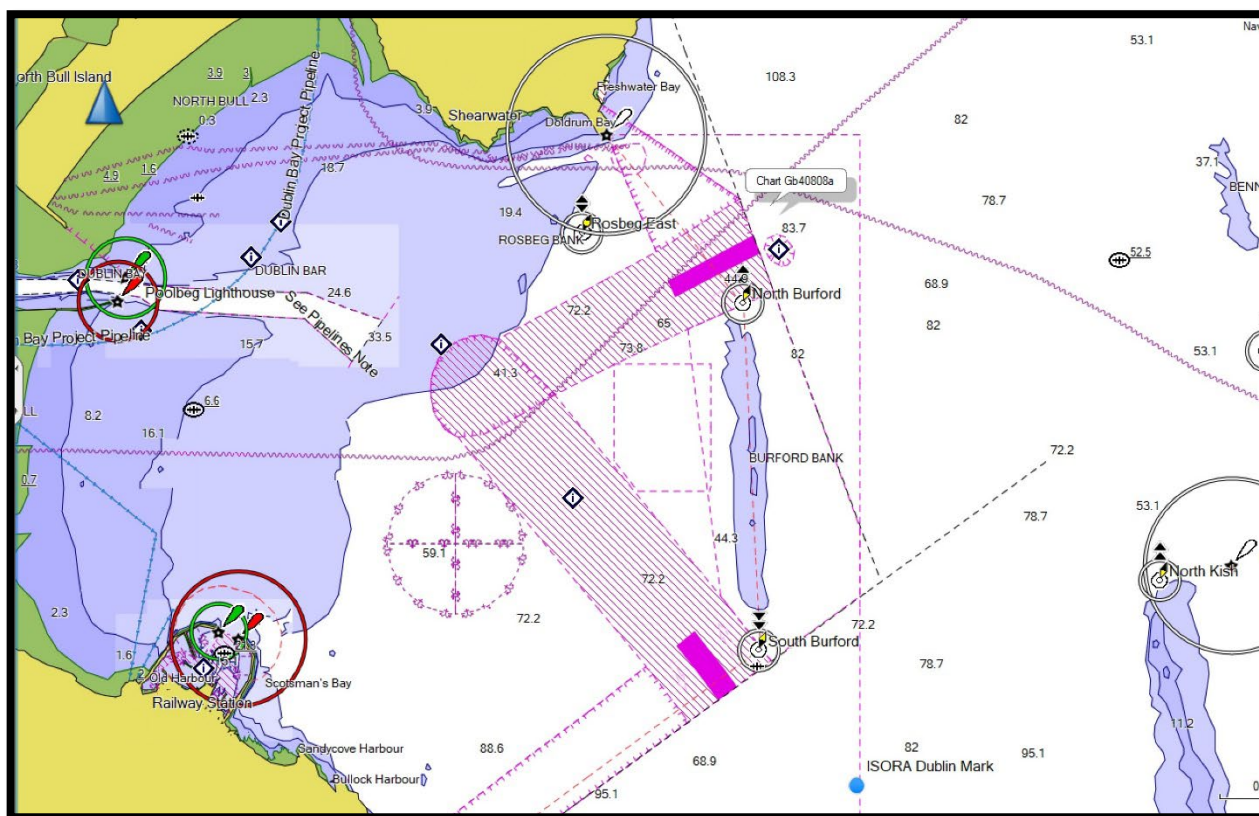 53.1
Nav
orth Bull Island
3.9
3
NORTH BULL
2.3
0.3
Dublin Bay Project Pipeline
3.9
Shearwater
Freshwater Bay
Doldrum Bay
108.3
82
37.1
BENN
4.9
1.6
18.7
Chart Gb40808a
78.7
19.4
Rosbeg East
ROSBEG BANK
83.7
52.5
DUBLIN BAY
DUBLIN BAR
44.9
68.9
Poolbeg Lighthouse
24.6
North Burford
72.2
65
82
Bay Project Pipeline
See Pipelines Note
33.5
15.7
73.8
82
53.1
41.3
6.6
LL
8.2
16.1
BURFORD BANK
72.2
0.7
53.1
78.7
59.1
44.3
North Kish
2.3
72.2
72.2
72.2
South Burford
1.6
2
Old Harbour
Scotsman's Bay
78.7
Railway Station
11.2
Sandycove Harbour
88.6
82
95.1
68.9
ISORA Dublin Mark
Bullock Harbour
95.1
0